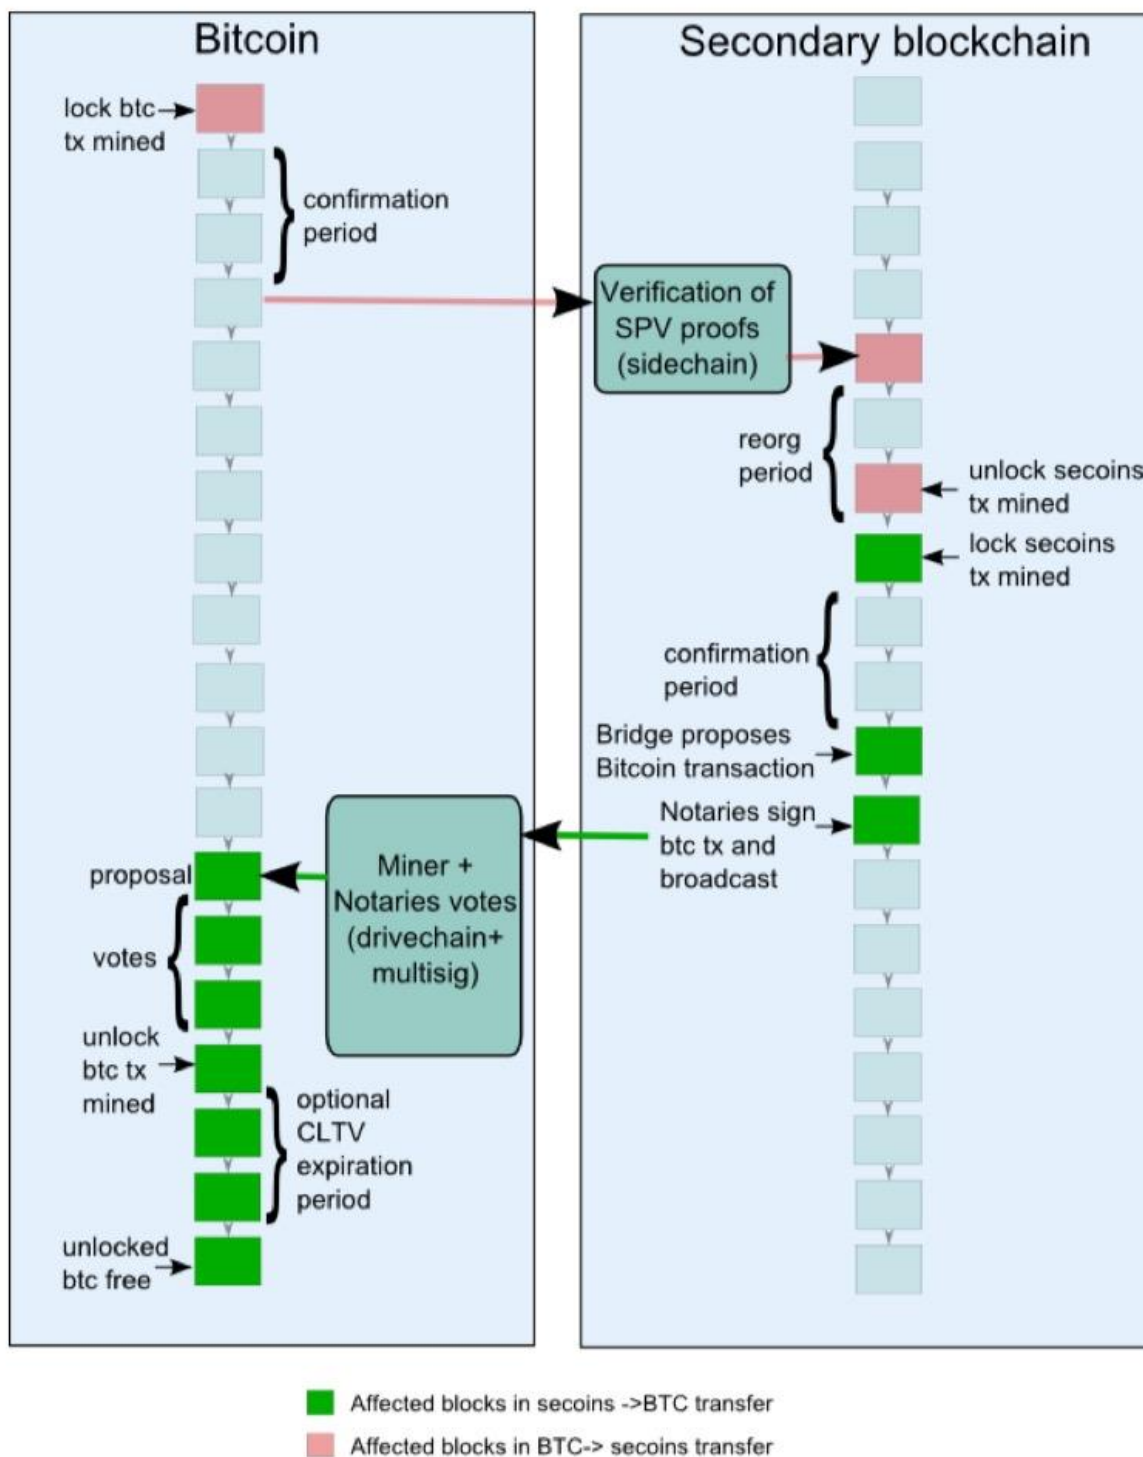 Bitcoin
lock btc
tx mined
confirmation
period
proposal
votes
unlock
btc tx
mined
optional
CLTV
expiration
period
unlocked
btc free
Miner +
Notaries votes
(drivechain+
multisig)
Secondary blockchain
Verification of
SPV proofs
(sidechain)
reorg
period
unlock secoins
tx mined
lock secoins
tx mined
confirmation
period
Bridge proposes
Bitcoin transaction
Notaries sign
btc tx and
broadcast
Affected blocks in secoins ->BTC transfer
Affected blocks in BTC-> secoins transfer